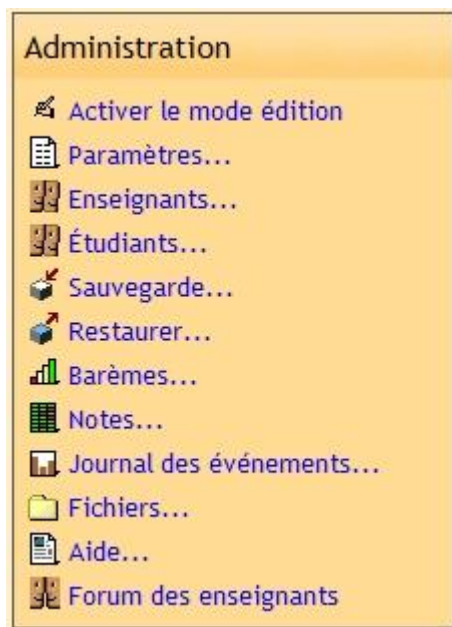 Administration
Activer le mode édition
Paramètres...
Enseignants...
Étudiants...
Sauvegarde...
Restaurer...
Barèmes...
Notes...
Journal des événements...
Fichiers...
Aide...
Forum des enseignants